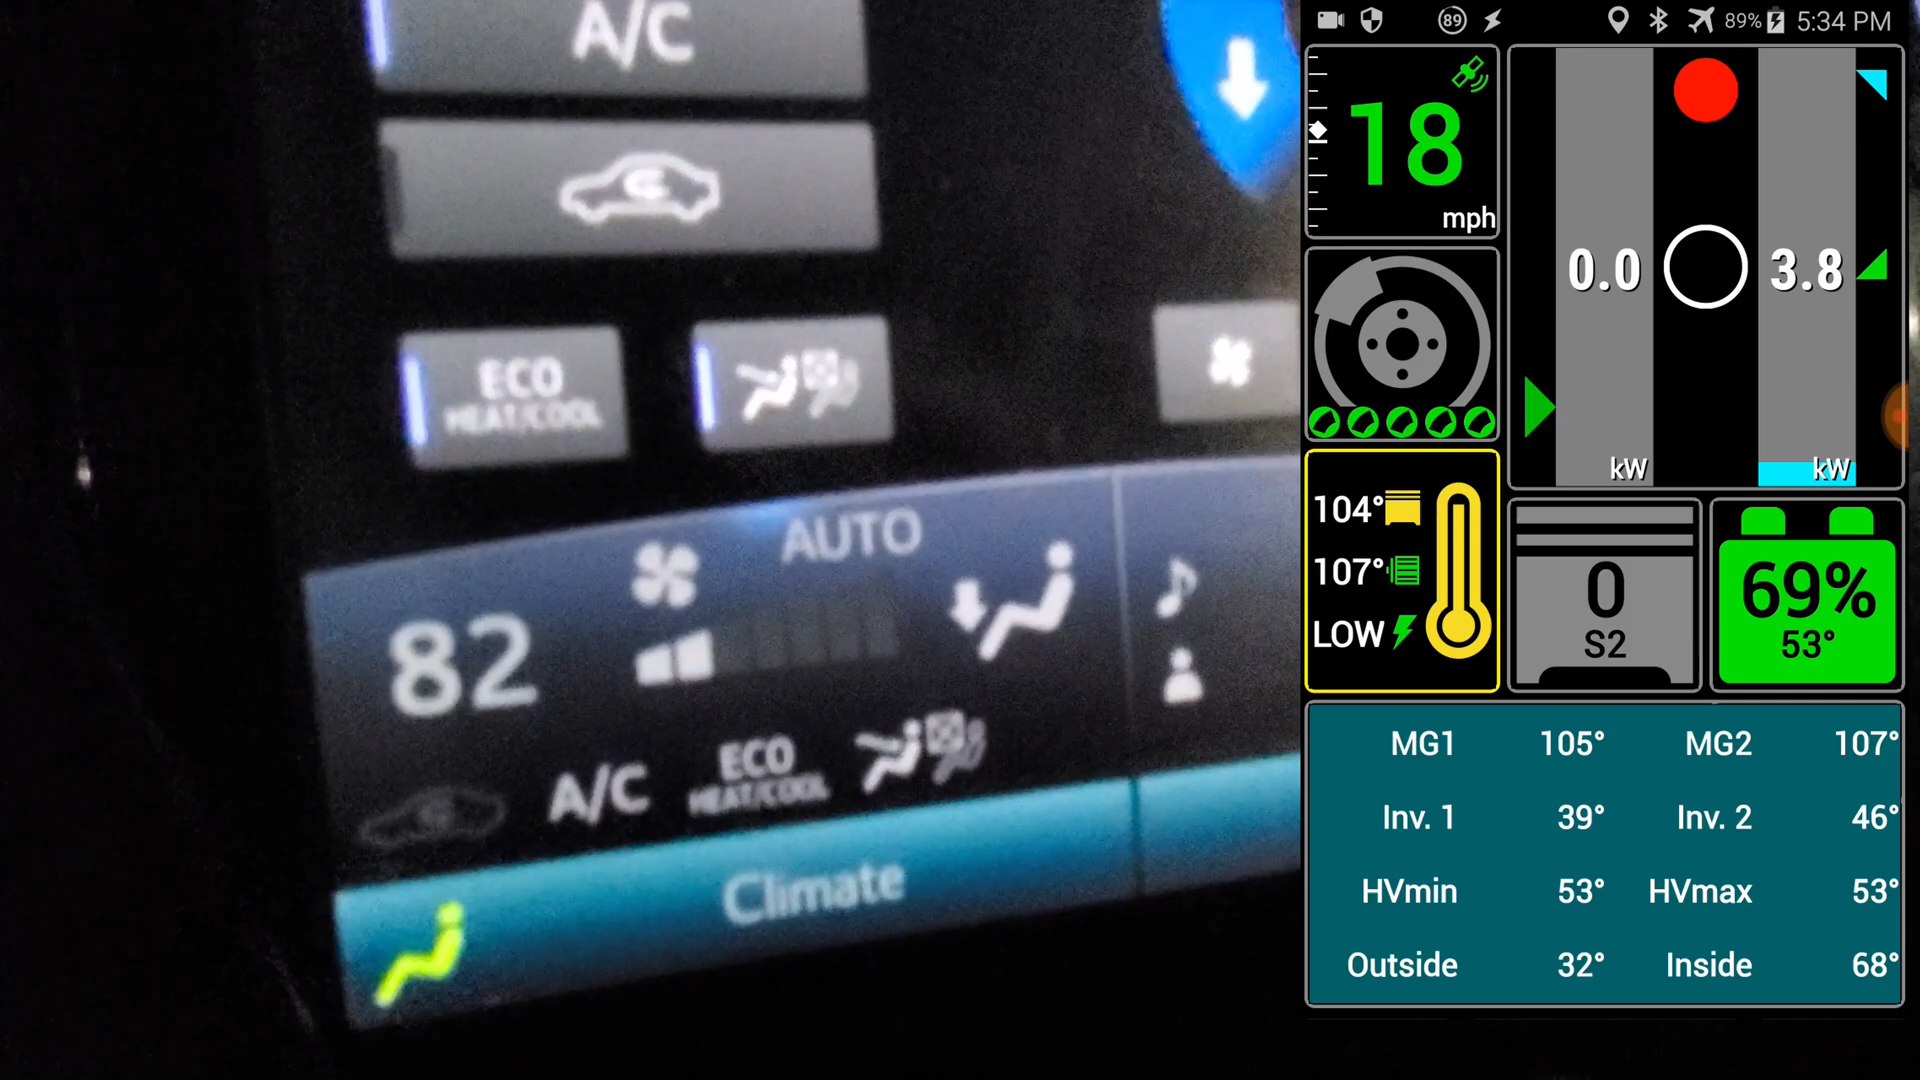 A/C
ECO
HEAT/COOL
AUTO
82
A/C
ECO
HEAT/COOL
Climate
89
89%
5:34 PM
18
mph
0.0
3.8
kW
kW
104°
107°
LOW
0
S2
69%
53°
MG1 105° MG2 107°
Inv. 1 39° Inv. 2 46°
HVmin 53° HVmax 53°
Outside 32° Inside 68°